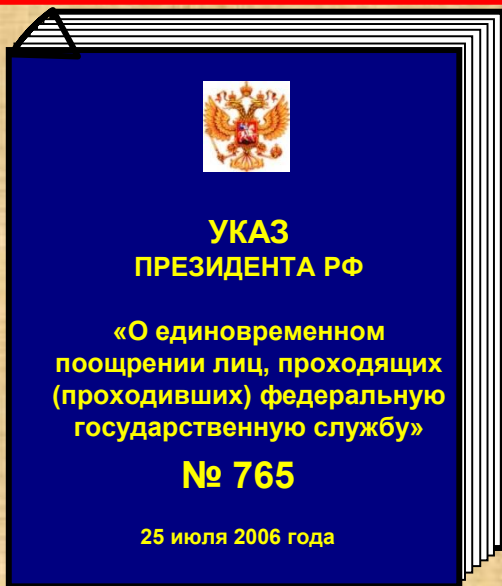 УКАЗ
ПРЕЗИДЕНТА РФ
«О единовременном
поощрении лиц, проходящих
(проходивших) федеральную
государственную службу»
№ 765
25 июля 2006 года